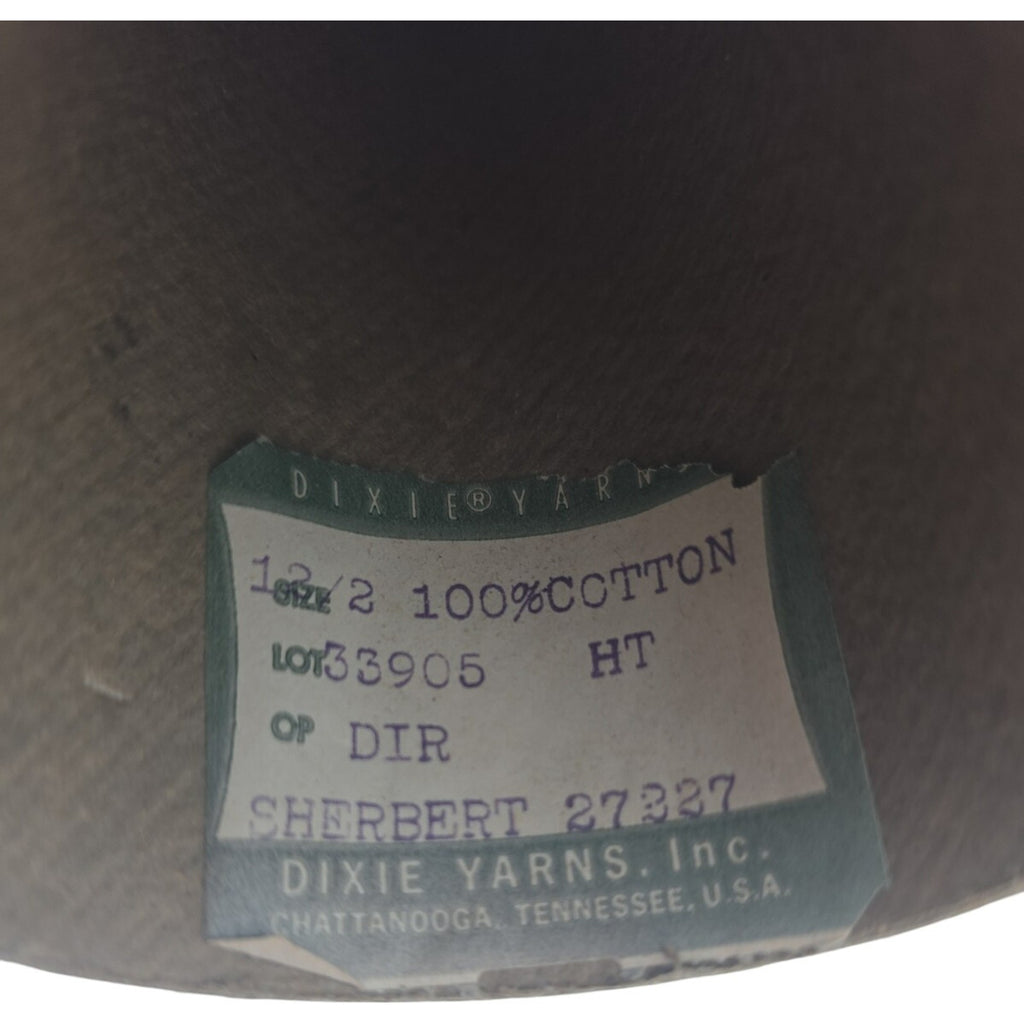 DIXIE® YARN
SIZE 12/2 100%COTTON
LOT 33905 HT
OP DIR
SHERBERT 27327
DIXIE YARNS, Inc.
CHATTANOOGA, TENNESSEE, U.S.A.